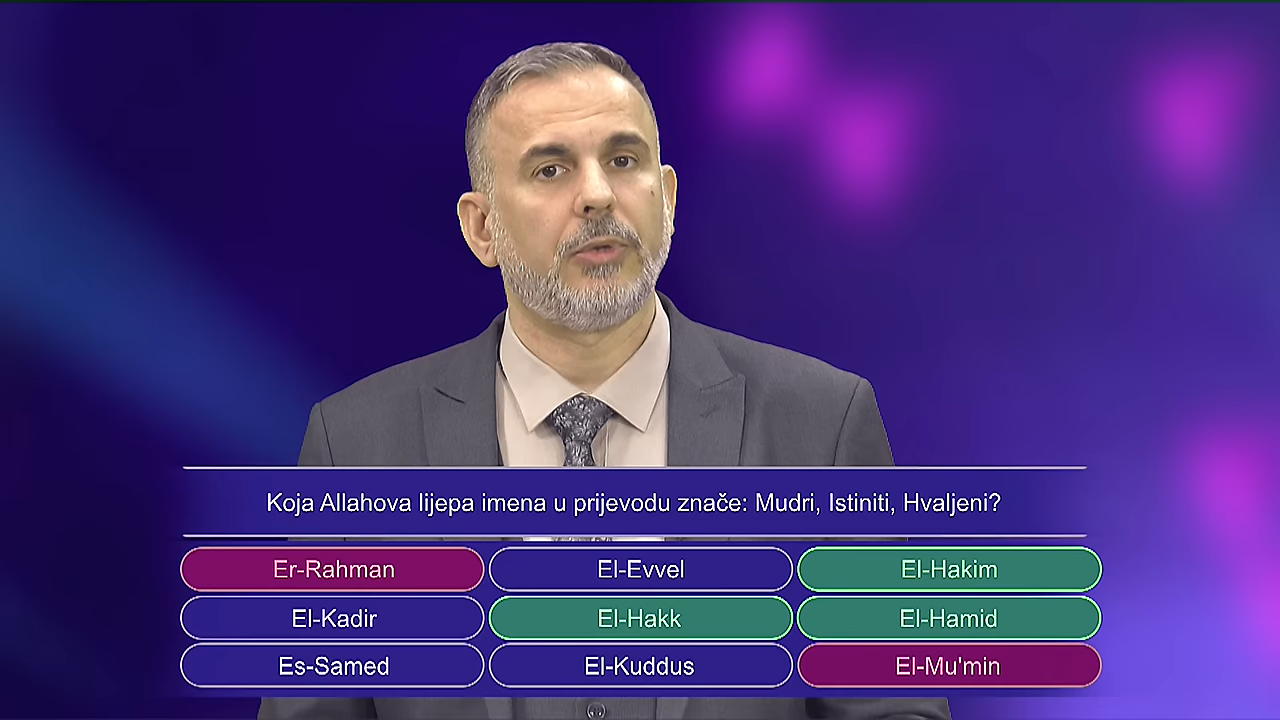 Koja Allahova lijepa imena u prijevodu znače: Mudri, Istiniti, Hvaljeni?
Er-Rahman
El-Evvel
El-Hakim
El-Kadir
El-Hakk
El-Hamid
Es-Samed
El-Kuddus
El-Mu'min